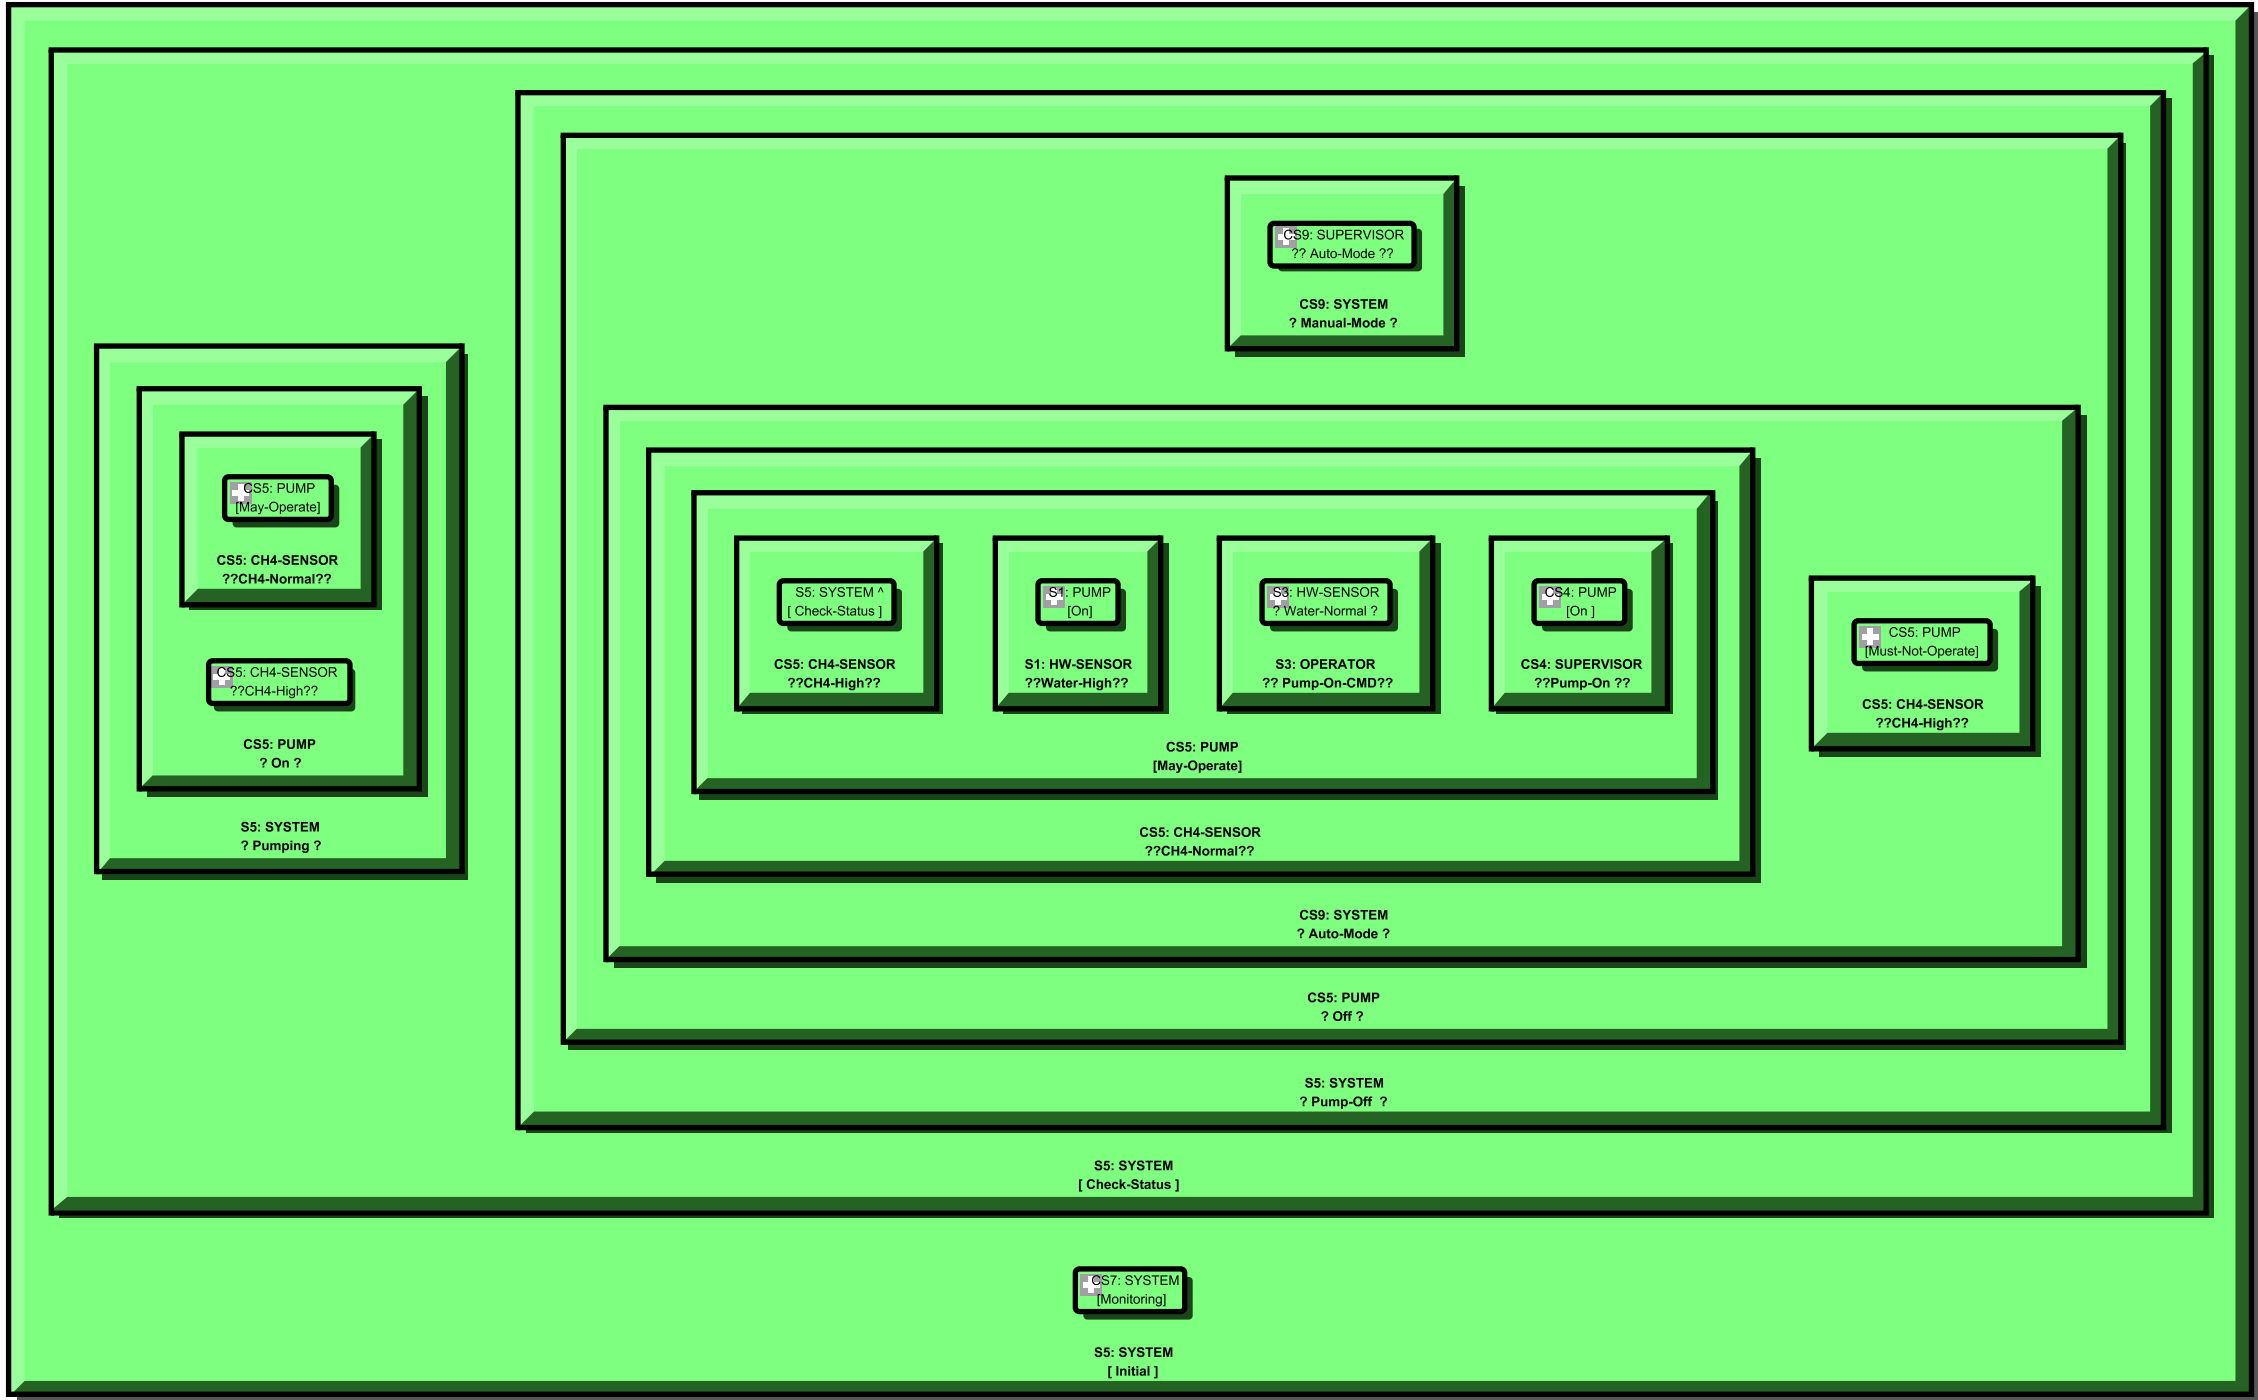 CS9: SUPERVISOR
?? Auto-Mode ??
CS9: SYSTEM
? Manual-Mode ?
CS5: PUMP
[May-Operate]
CS5: CH4-SENSOR
??CH4-Normal??
CS5: CH4-SENSOR
??CH4-High??
CS5: PUMP
? On ?
S5: SYSTEM
? Pumping ?
S5: SYSTEM ^
[ Check-Status ]
CS5: CH4-SENSOR
??CH4-High??
S1: PUMP
[On]
S1: HW-SENSOR
??Water-High??
S3: HW-SENSOR
? Water-Normal ?
S3: OPERATOR
?? Pump-On-CMD??
CS4: PUMP
[On ]
CS4: SUPERVISOR
??Pump-On ??
CS5: PUMP
[May-Operate]
CS5: CH4-SENSOR
??CH4-Normal??
CS5: PUMP
[Must-Not-Operate]
CS5: CH4-SENSOR
??CH4-High??
CS9: SYSTEM
? Auto-Mode ?
CS5: PUMP
? Off ?
S5: SYSTEM
? Pump-Off  ?
S5: SYSTEM
[ Check-Status ]
CS7: SYSTEM
[Monitoring]
S5: SYSTEM
[ Initial ]